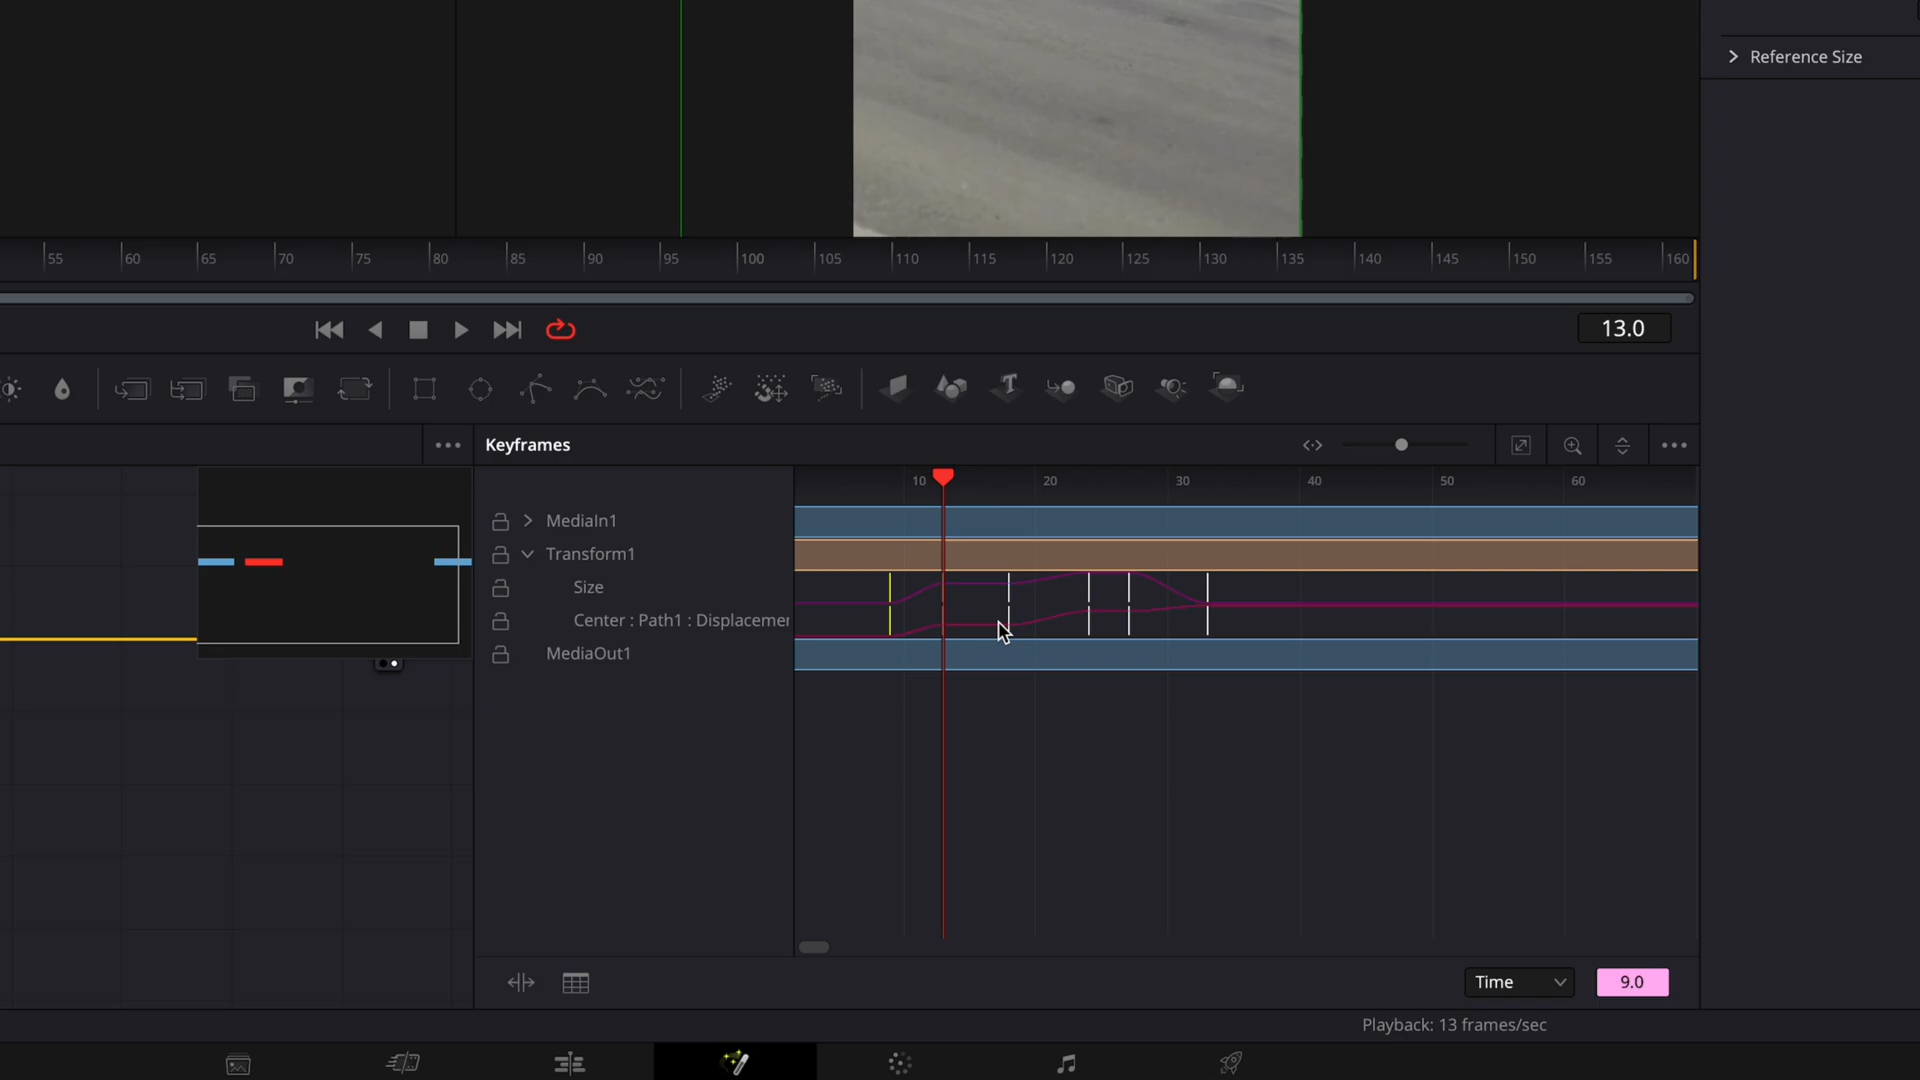 Reference Size
55 60 65 70 75 80 85 90 95 100 105 110 115 120 125 130 135 140 145 150 155 160
13.0
Keyframes
10 20 30 40 50 60
MediaIn1
Transform1
Size
Center : Path1 : Displacemen
MediaOut1
Time
9.0
Playback: 13 frames/sec